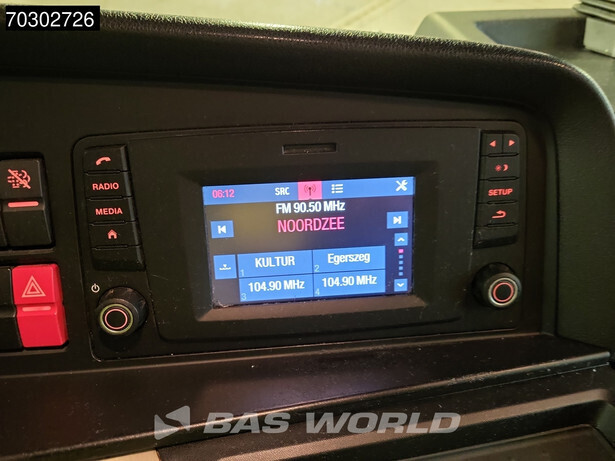 70302726
RADIO
MEDIA
SETUP
06:12 SRC
FM 90.50 MHz
NOORDZEE
1 KULTUR
2 Egerszeg
3 104.90 MHz
4 104.90 MHz
BAS WORLD